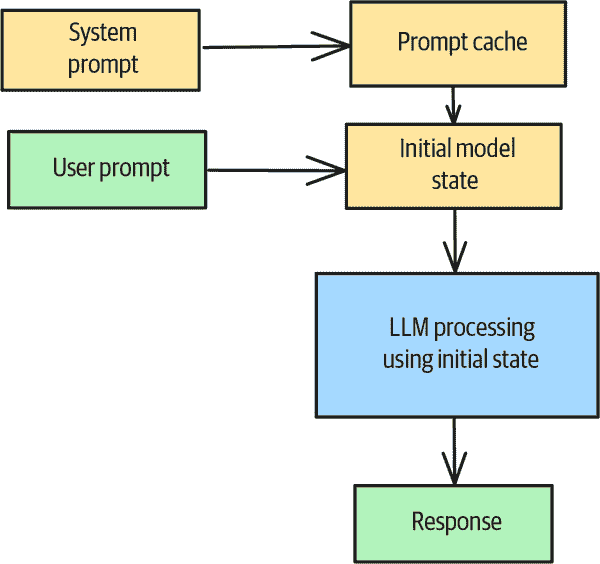 System
prompt
Prompt cache
User prompt
Initial model
state
LLM processing
using initial state
Response